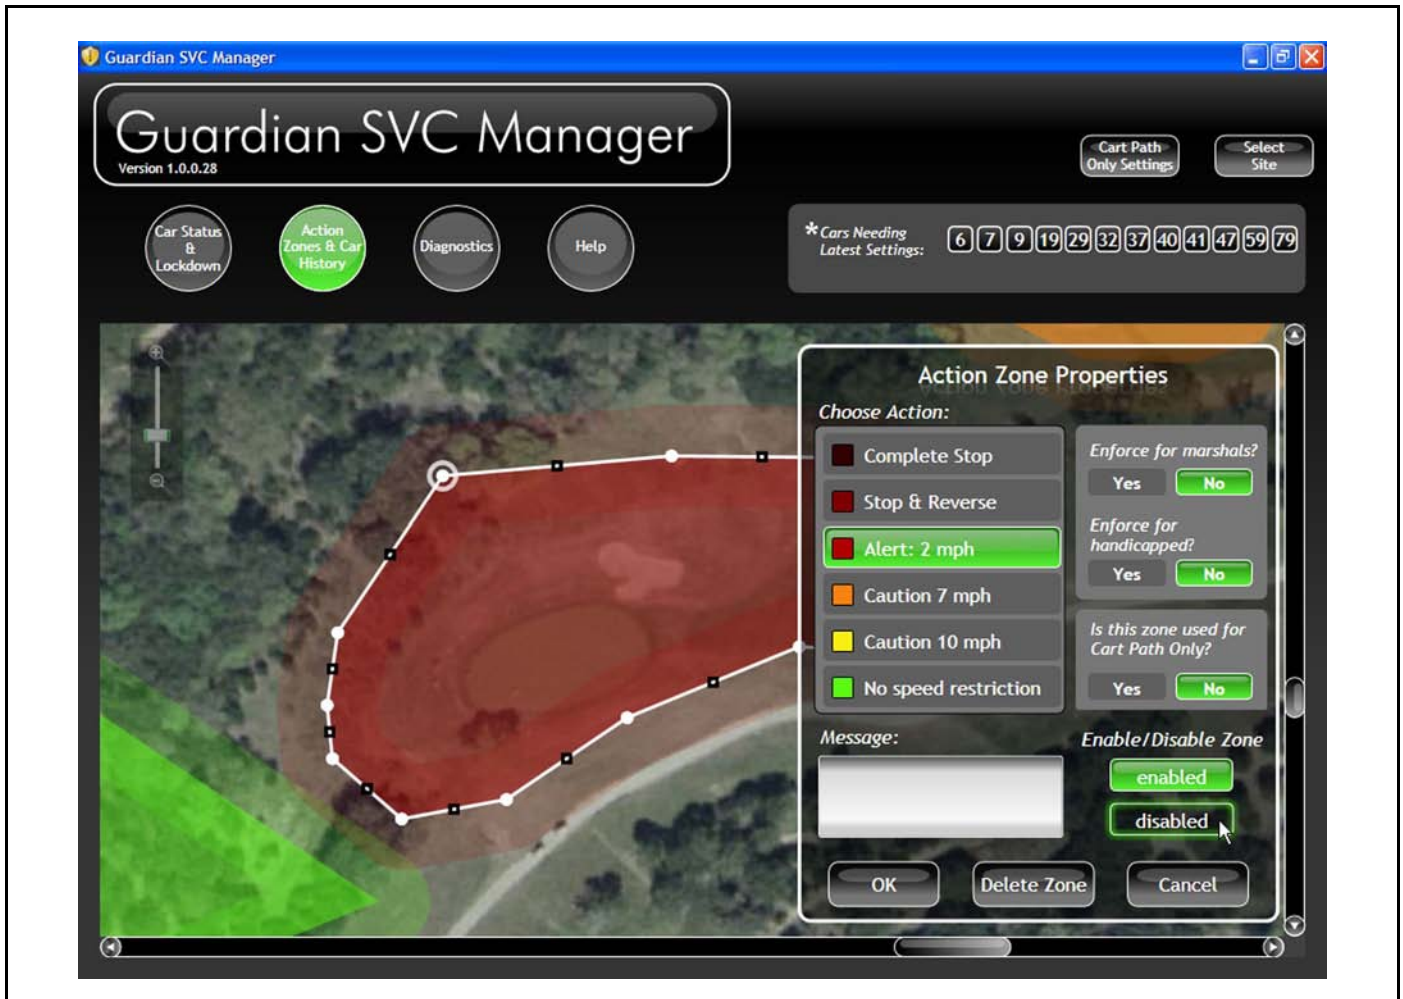 Guardian SVC Manager
Guardian SVC Manager
Version 1.0.0.28
Cart Path
Only Settings
Select
Site
Car Status
&
Lockdown
Action
Zones & Car
History
Diagnostics
Help
*Cars Needing
Latest Settings:
6 7 9 19 29 32 37 40 41 47 59 79
Action Zone Properties
Choose Action:
Complete Stop
Stop & Reverse
Alert: 2 mph
Caution 7 mph
Caution 10 mph
No speed restriction
Enforce for marshals?
Yes No
Enforce for
handicapped?
Yes No
Is this zone used for
Cart Path Only?
Yes No
Message:
Enable/Disable Zone
enabled
disabled
OK Delete Zone Cancel